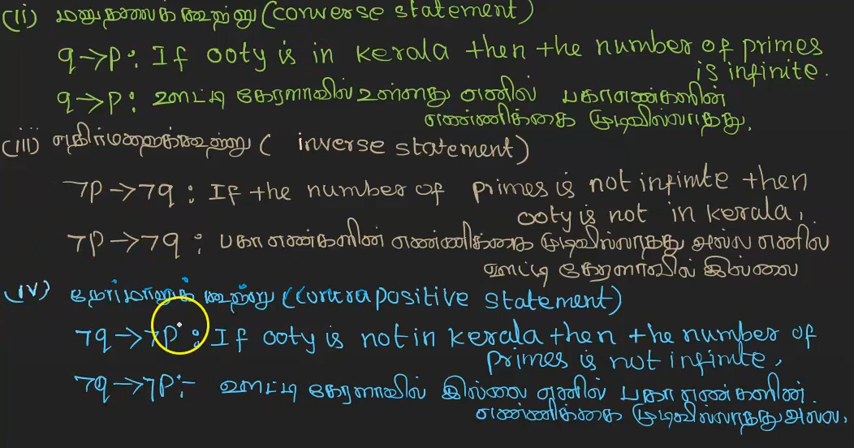 (ii) மறுதலைக்கூற்று (converse statement)
q→p: If ooty is in kerala then the number of primes
is infinite.
q→p: ஊட்டி கேரளாவில் உள்ளது எனில் பகா எண்களின்
எண்ணிக்கை முடிவில்லாதது.
(iii) எதிர்மறைக்கூற்று ( inverse statement)
¬p→¬q : If the number of primes is not infinite then
ooty is not in kerala.
¬p→¬q : பகா எண்களின் எண்ணிக்கை முடிவில்லாதது அல்ல எனில்
ஊட்டி கேரளாவில் இல்லை
(iv) நேர்மாறுக் கூற்று (contrapositive statement)
¬q→¬p : If ooty is not in kerala then the number of
primes is not infinite.
¬q→¬p:- ஊட்டி கேரளாவில் இல்லை எனில் பகா எண்களின்
எண்ணிக்கை முடிவில்லாதது அல்ல.